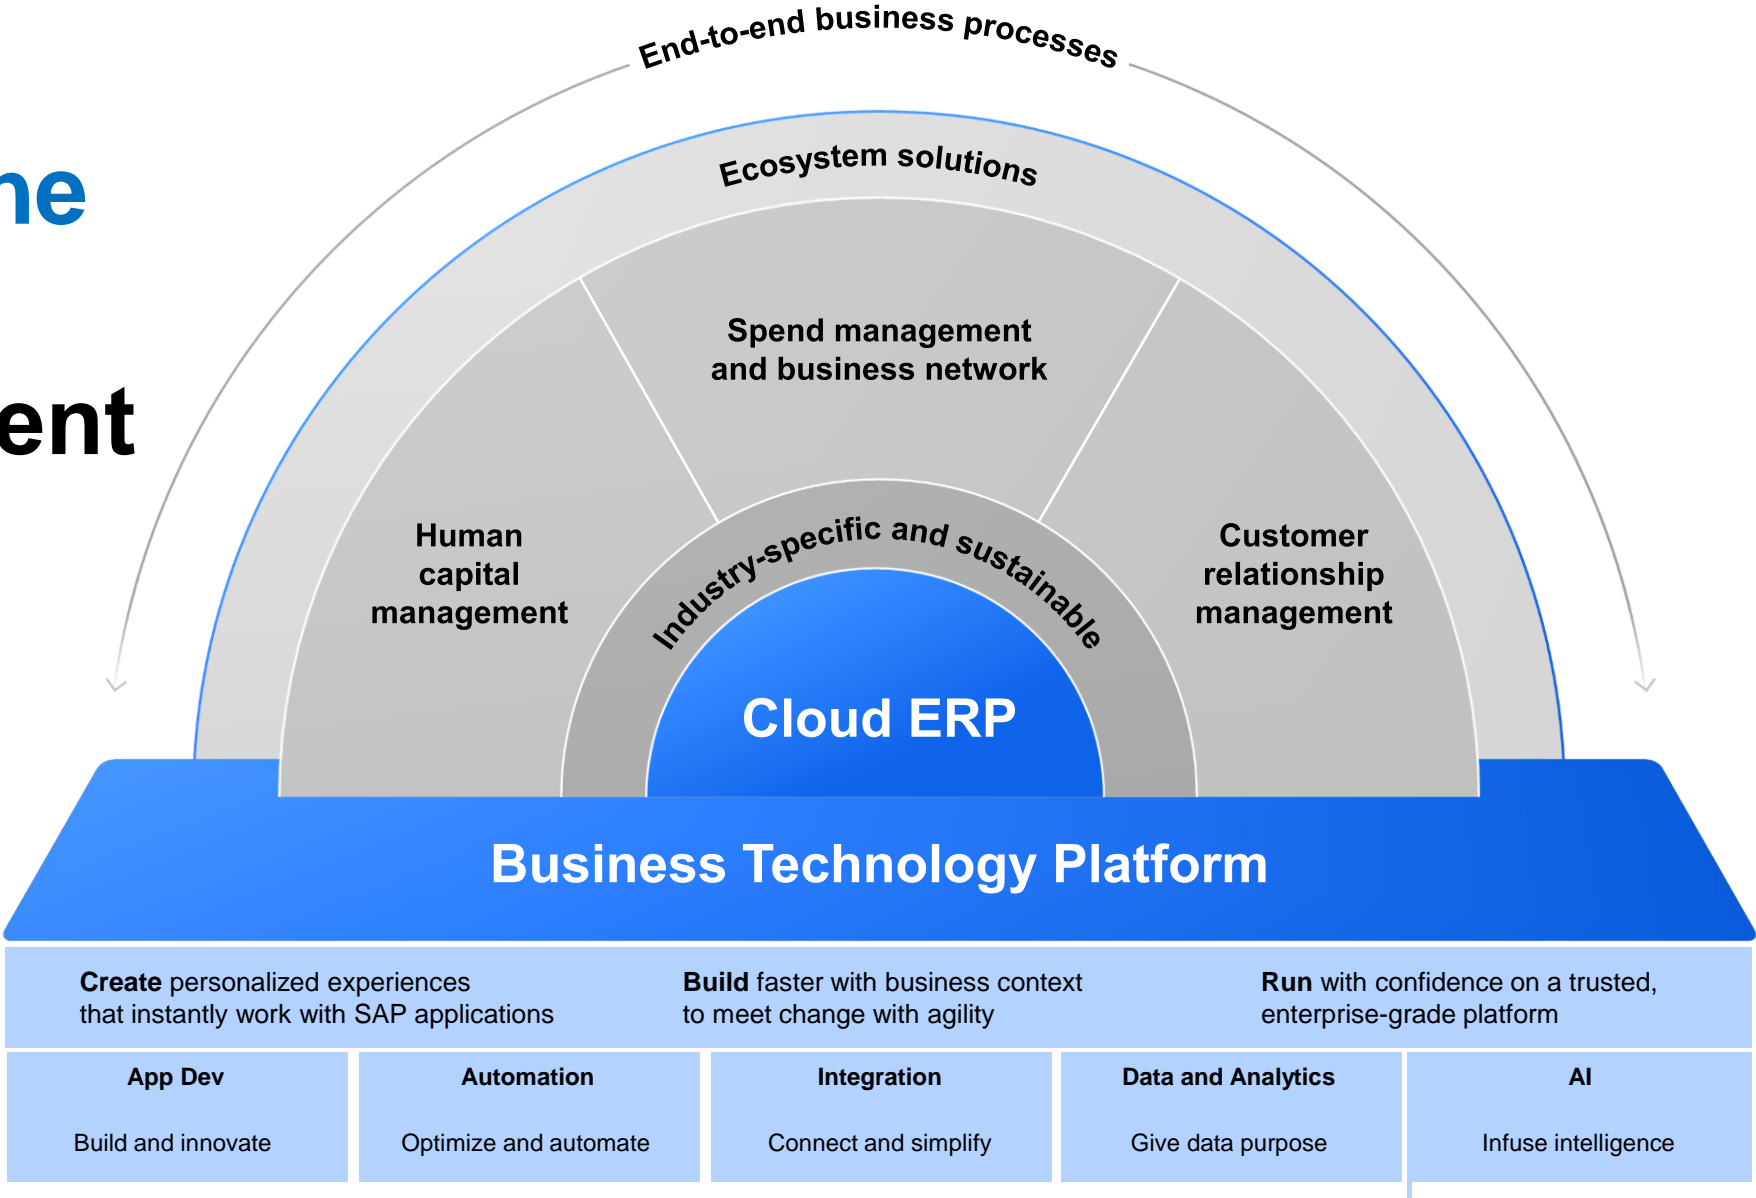 End-to-end business processes
ne
ent
Ecosystem solutions
Spend management
and business network
Human
capital
management
Customer
relationship
management
Industry-specific and sustainable
Cloud ERP
Business Technology Platform
Create personalized experiences
that instantly work with SAP applications
Build faster with business context
to meet change with agility
Run with confidence on a trusted,
enterprise-grade platform
App Dev
Build and innovate
Automation
Optimize and automate
Integration
Connect and simplify
Data and Analytics
Give data purpose
AI
Infuse intelligence